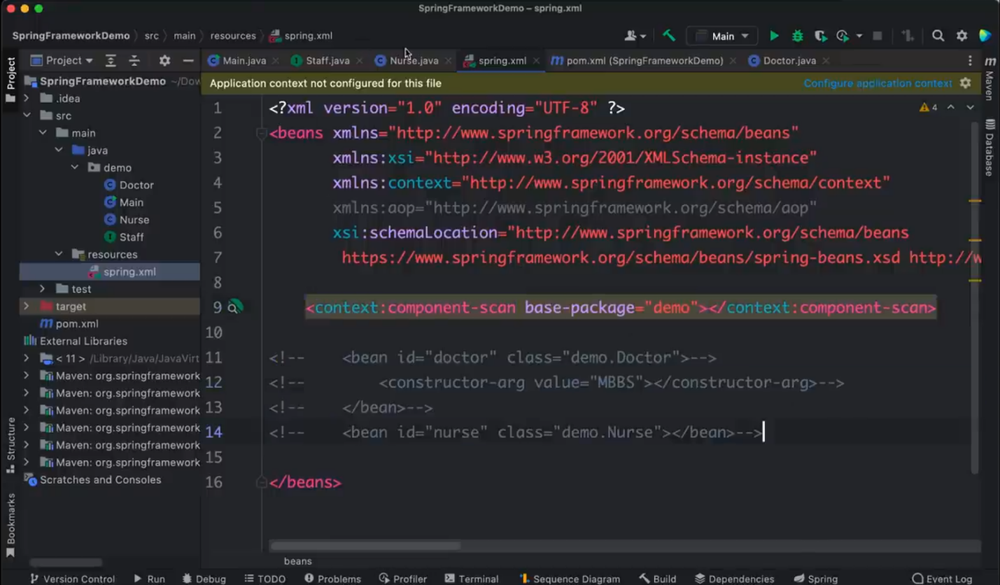 SpringFrameworkDemo – spring.xml
SpringFrameworkDemo src main resources spring.xml
Main
Project
Main.java Staff.java Nurse.java spring.xml pom.xml (SpringFrameworkDemo) Doctor.java
Project
Maven
Database
Structure
Bookmarks
SpringFrameworkDemo
.idea
src
main
java
demo
Doctor
Main
Nurse
Staff
resources
spring.xml
test
target
pom.xml
External Libraries
< 11 > /Library/Java/JavaVirt
Maven: org.springframework
Maven: org.springframework
Maven: org.springframework
Maven: org.springframework
Maven: org.springframework
Maven: org.springframework
Scratches and Consoles
Application context not configured for this file Configure application context
4
1 <?xml version="1.0" encoding="UTF-8" ?>
2 <beans xmlns="http://www.springframework.org/schema/beans"
3 xmlns:xsi="http://www.w3.org/2001/XMLSchema-instance"
4 xmlns:context="http://www.springframework.org/schema/context"
5 xmlns:aop="http://www.springframework.org/schema/aop"
6 xsi:schemaLocation="http://www.springframework.org/schema/beans
7 https://www.springframework.org/schema/beans/spring-beans.xsd http://w
8
9 <context:component-scan base-package="demo"></context:component-scan>
10
11 <!-- <bean id="doctor" class="demo.Doctor">-->
12 <!-- <constructor-arg value="MBBS"></constructor-arg>-->
13 <!-- </bean>-->
14 <!-- <bean id="nurse" class="demo.Nurse"></bean>-->
15
16 </beans>
beans
Version Control Run Debug TODO Problems Profiler Terminal Sequence Diagram Build Dependencies Spring Event Log